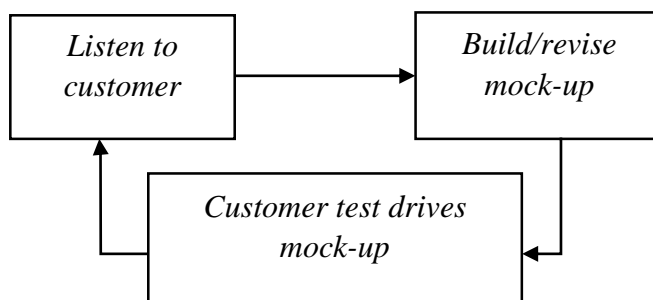 Listen to
customer
Build/revise
mock-up
Customer test drives
mock-up